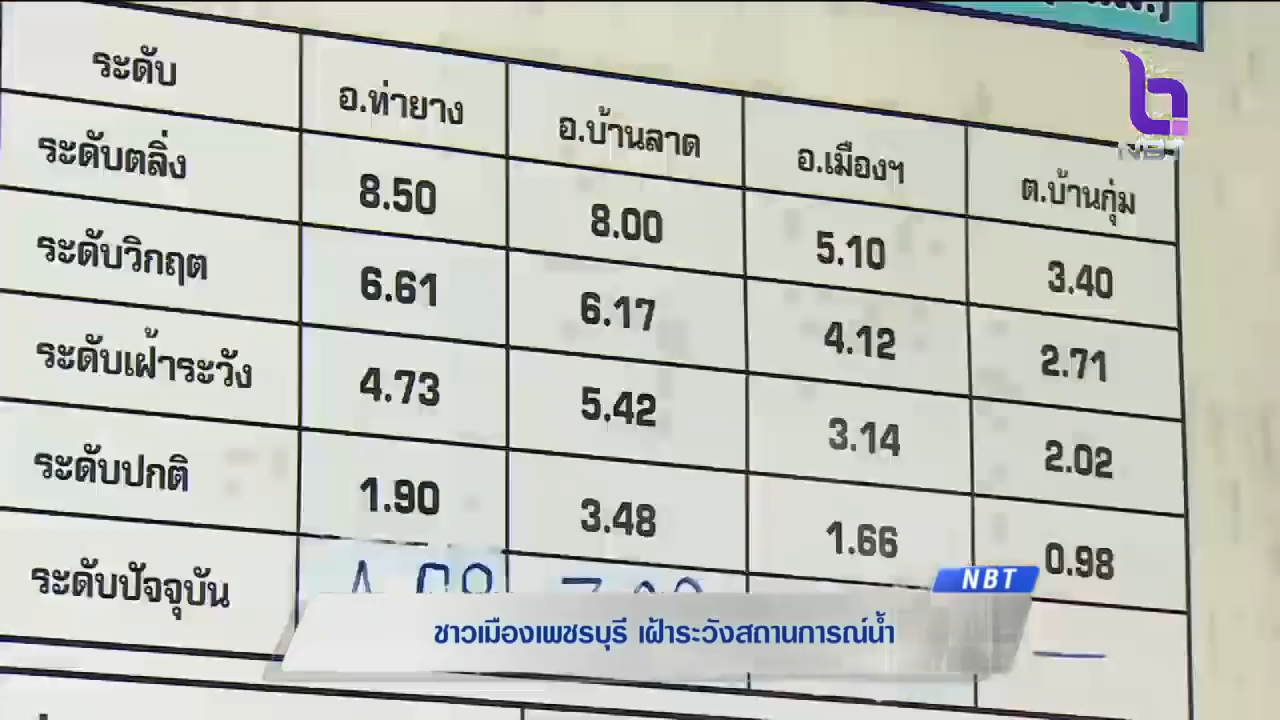 NBT
ระดับ อ.ท่ายาง อ.บ้านลาด อ.เมืองฯ ต.บ้านกุ่ม
ระดับตลิ่ง 8.50 8.00 5.10 3.40
ระดับวิกฤต 6.61 6.17 4.12 2.71
ระดับเฝ้าระวัง 4.73 5.42 3.14 2.02
ระดับปกติ 1.90 3.48 1.66 0.98
ระดับปัจจุบัน
NBT
ชาวเมืองเพชรบุรี เฝ้าระวังสถานการณ์น้ำ